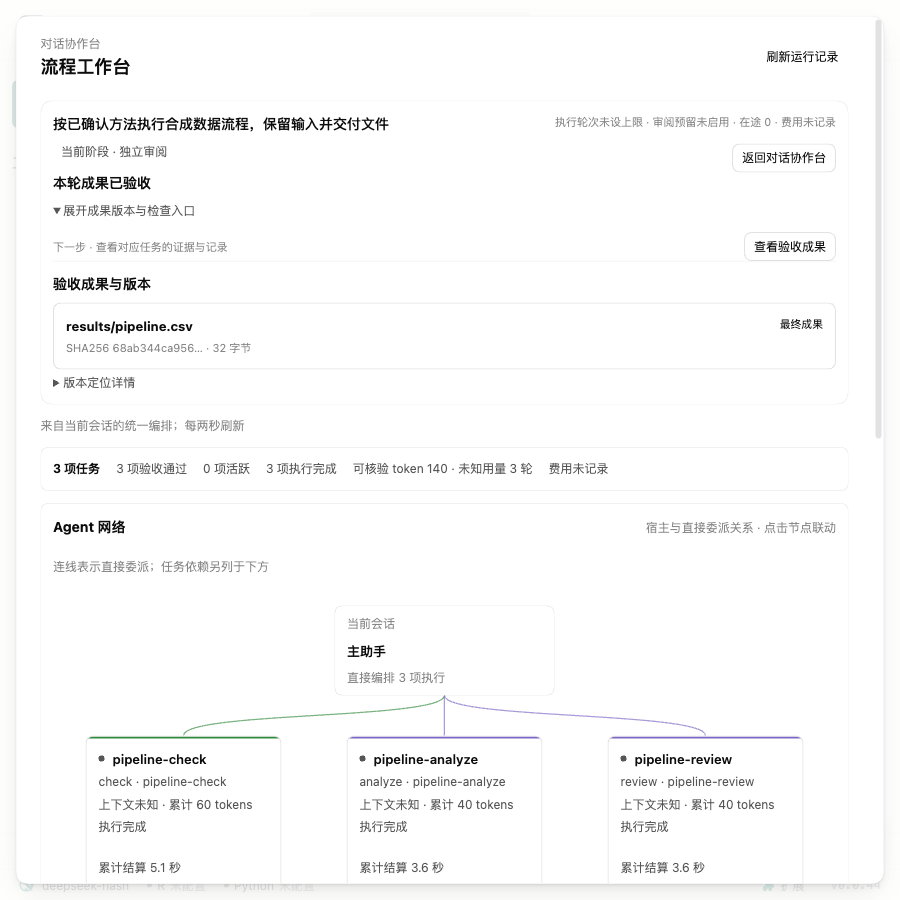 对话协作台
流程工作台
刷新运行记录
按已确认方法执行合成数据流程，保留输入并交付文件
执行轮次未设上限 · 审阅预留未启用 · 在途 0 · 费用未记录
当前阶段 · 独立审阅
返回对话协作台
本轮成果已验收
▼展开成果版本与检查入口
下一步 · 查看对应任务的证据与记录
查看验收成果
验收成果与版本
results/pipeline.csv
最终成果
SHA256 68ab344ca956... · 32 字节
▶ 版本定位详情
来自当前会话的统一编排；每两秒刷新
3 项任务 3 项验收通过 0 项活跃 3 项执行完成 可核验 token 140 · 未知用量 3 轮 费用未记录
Agent 网络
宿主与直接委派关系 · 点击节点联动
连线表示直接委派；任务依赖另列于下方
当前会话
主助手
直接编排 3 项执行
pipeline-check
check · pipeline-check
上下文未知 · 累计 60 tokens
执行完成
累计结算 5.1 秒
pipeline-analyze
analyze · pipeline-analyze
上下文未知 · 累计 40 tokens
执行完成
累计结算 3.6 秒
pipeline-review
review · pipeline-review
上下文未知 · 累计 40 tokens
执行完成
累计结算 3.6 秒